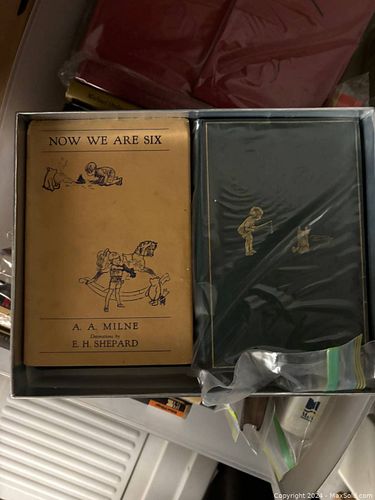 NOW WE ARE SIX
A. A. MILNE
Decorations by
E. H. SHEPARD
Copyright 2024 - MaxSold.com